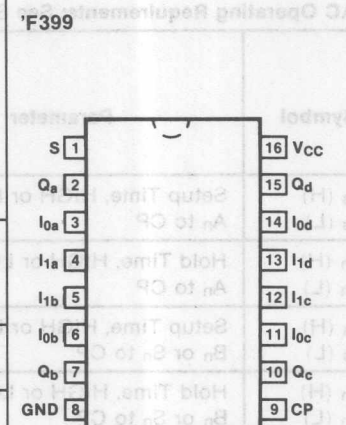 'F399
S 1 16 VCC
Qa 2 15 Qd
I0a 3 14 I0d
I1a 4 13 I1d
I1b 5 12 I1c
I0b 6 11 I0c
Qb 7 10 Qc
GND 8 9 CP
AC Operating Requirements: See S
Symbol Parameter
(H) Setup Time, HIGH or L
(L) An to CP
(H) Hold Time, HIGH or L
(L) An to CP
(H) Setup Time, HIGH or L
(L) Bn or Sn to CP
(H) Hold Time, HIGH or L
(L) Bn or Sn to CP